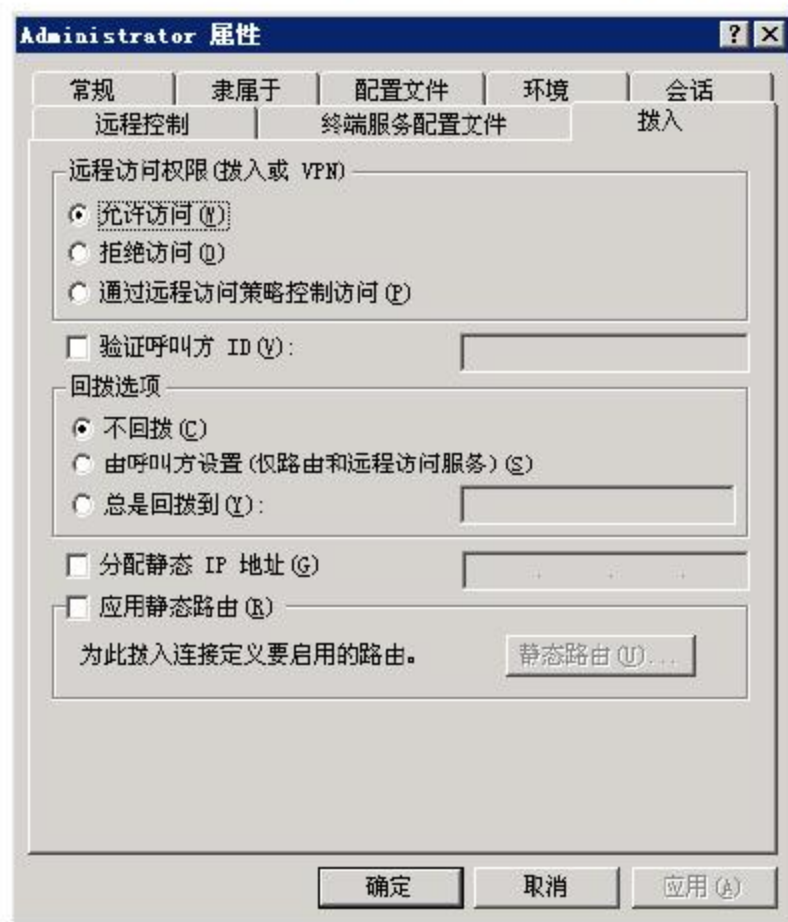 Administrator 属性
常规 隶属于 配置文件 环境 会话
远程控制 终端服务配置文件 拨入
远程访问权限(拨入或 VPN)
允许访问(W)
拒绝访问(D)
通过远程访问策略控制访问(P)
验证呼叫方 ID(V):
回拨选项
不回拨(C)
由呼叫方设置(仅路由和远程访问服务)(S)
总是回拨到(Y):
分配静态 IP 地址(G)
应用静态路由(R)
为此拨入连接定义要启用的路由。
静态路由(U)...
确定 取消 应用(A)